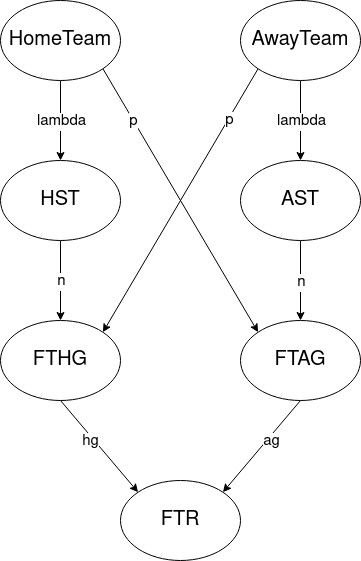 HomeTeam
AwayTeam
lambda
p
p
lambda
HST
AST
n
n
FTHG
FTAG
hg
ag
FTR